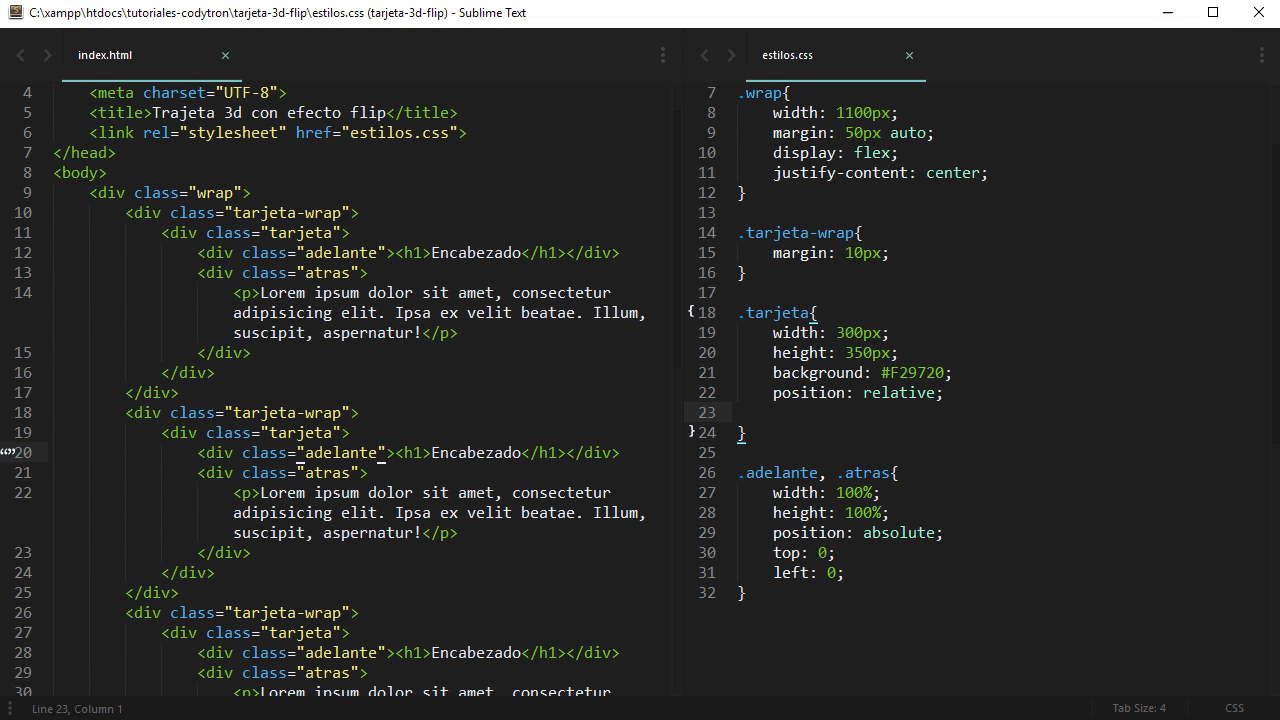 C:\xampp\htdocs\tutoriales-codytron\tarjeta-3d-flip\estilos.css (tarjeta-3d-flip) - Sublime Text
index.html
4 <meta charset="UTF-8">
5 <title>Trajeta 3d con efecto flip</title>
6 <link rel="stylesheet" href="estilos.css">
7 </head>
8 <body>
9 <div class="wrap">
10 <div class="tarjeta-wrap">
11 <div class="tarjeta">
12 <div class="adelante"><h1>Encabezado</h1></div>
13 <div class="atras">
14 <p>Lorem ipsum dolor sit amet, consectetur
adipisicing elit. Ipsa ex velit beatae. Illum,
suscipit, aspernatur!</p>
15 </div>
16 </div>
17 </div>
18 <div class="tarjeta-wrap">
19 <div class="tarjeta">
20 <div class="adelante"><h1>Encabezado</h1></div>
21 <div class="atras">
22 <p>Lorem ipsum dolor sit amet, consectetur
adipisicing elit. Ipsa ex velit beatae. Illum,
suscipit, aspernatur!</p>
23 </div>
24 </div>
25 </div>
26 <div class="tarjeta-wrap">
27 <div class="tarjeta">
28 <div class="adelante"><h1>Encabezado</h1></div>
29 <div class="atras">
30 <p>Lorem ipsum dolor sit amet, consectetur
estilos.css
7 .wrap{
8 width: 1100px;
9 margin: 50px auto;
10 display: flex;
11 justify-content: center;
12 }
13
14 .tarjeta-wrap{
15 margin: 10px;
16 }
17
18 .tarjeta{
19 width: 300px;
20 height: 350px;
21 background: #F29720;
22 position: relative;
23
24 }
25
26 .adelante, .atras{
27 width: 100%;
28 height: 100%;
29 position: absolute;
30 top: 0;
31 left: 0;
32 }
Line 23, Column 1
Tab Size: 4
CSS